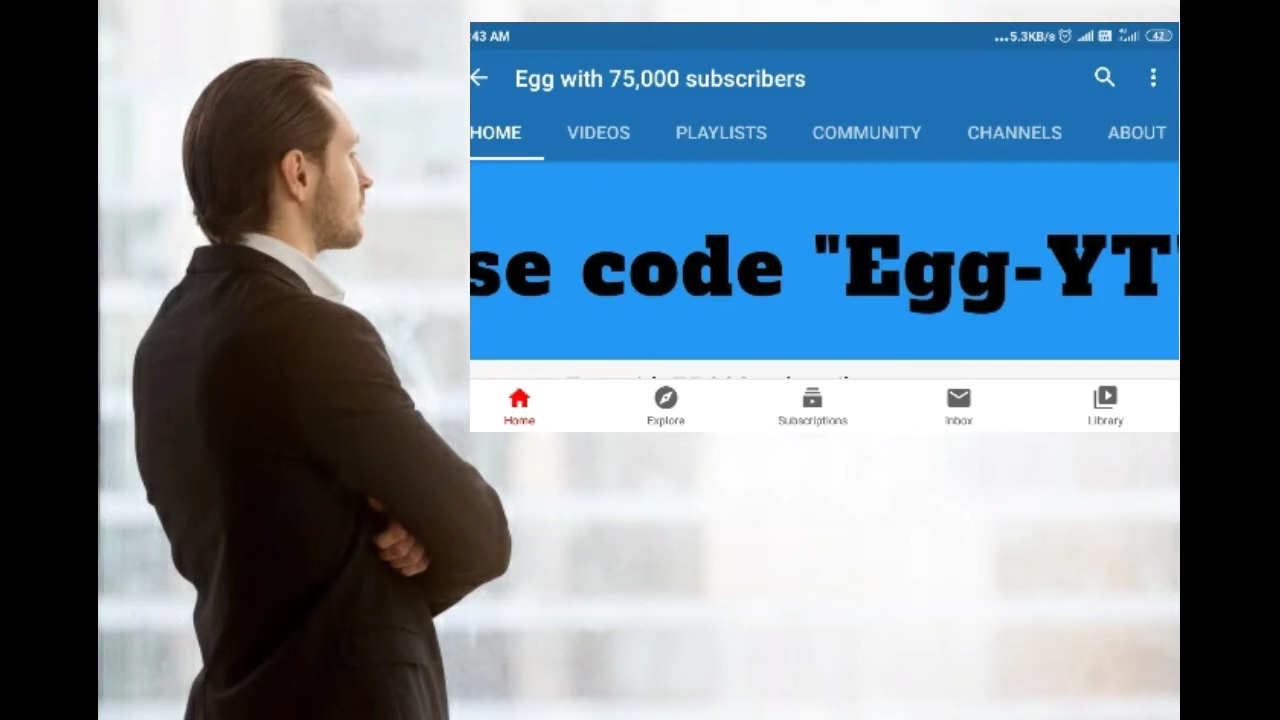 :43 AM ...5.3KB/s 42
Egg with 75,000 subscribers
HOME VIDEOS PLAYLISTS COMMUNITY CHANNELS ABOUT
se code "Egg-YT"
Home Explore Subscriptions Inbox Library